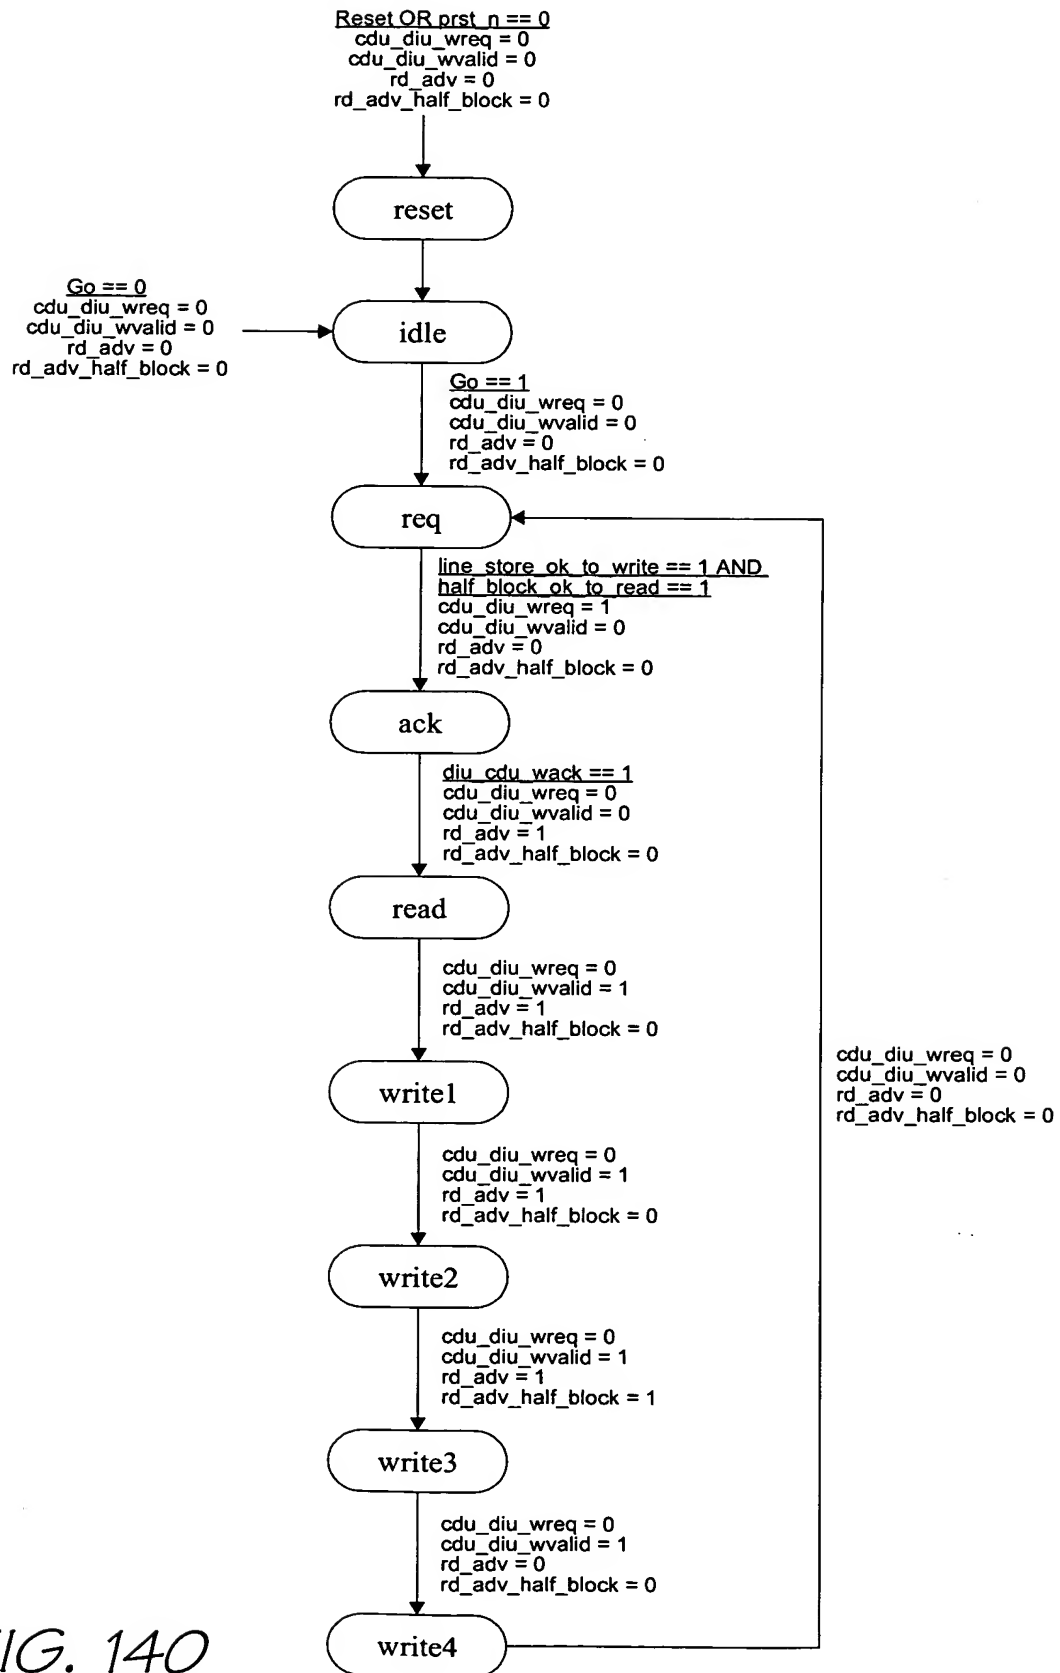 Reset OR prst_n == 0
cdu_diu_wreq = 0
cdu_diu_wvalid = 0
rd_adv = 0
rd_adv_half_block = 0
reset
Go == 0
cdu_diu_wreq = 0
cdu_diu_wvalid = 0
rd_adv = 0
rd_adv_half_block = 0
idle
Go == 1
cdu_diu_wreq = 0
cdu_diu_wvalid = 0
rd_adv = 0
rd_adv_half_block = 0
req
line_store_ok_to_write == 1 AND
half_block_ok_to_read == 1
cdu_diu_wreq = 1
cdu_diu_wvalid = 0
rd_adv = 0
rd_adv_half_block = 0
ack
diu_cdu_wack == 1
cdu_diu_wreq = 0
cdu_diu_wvalid = 0
rd_adv = 1
rd_adv_half_block = 0
read
cdu_diu_wreq = 0
cdu_diu_wvalid = 1
rd_adv = 1
rd_adv_half_block = 0
cdu_diu_wreq = 0
cdu_diu_wvalid = 0
rd_adv = 0
rd_adv_half_block = 0
write1
cdu_diu_wreq = 0
cdu_diu_wvalid = 1
rd_adv = 1
rd_adv_half_block = 0
write2
cdu_diu_wreq = 0
cdu_diu_wvalid = 1
rd_adv = 1
rd_adv_half_block = 1
write3
cdu_diu_wreq = 0
cdu_diu_wvalid = 1
rd_adv = 0
rd_adv_half_block = 0
write4
IG. 140